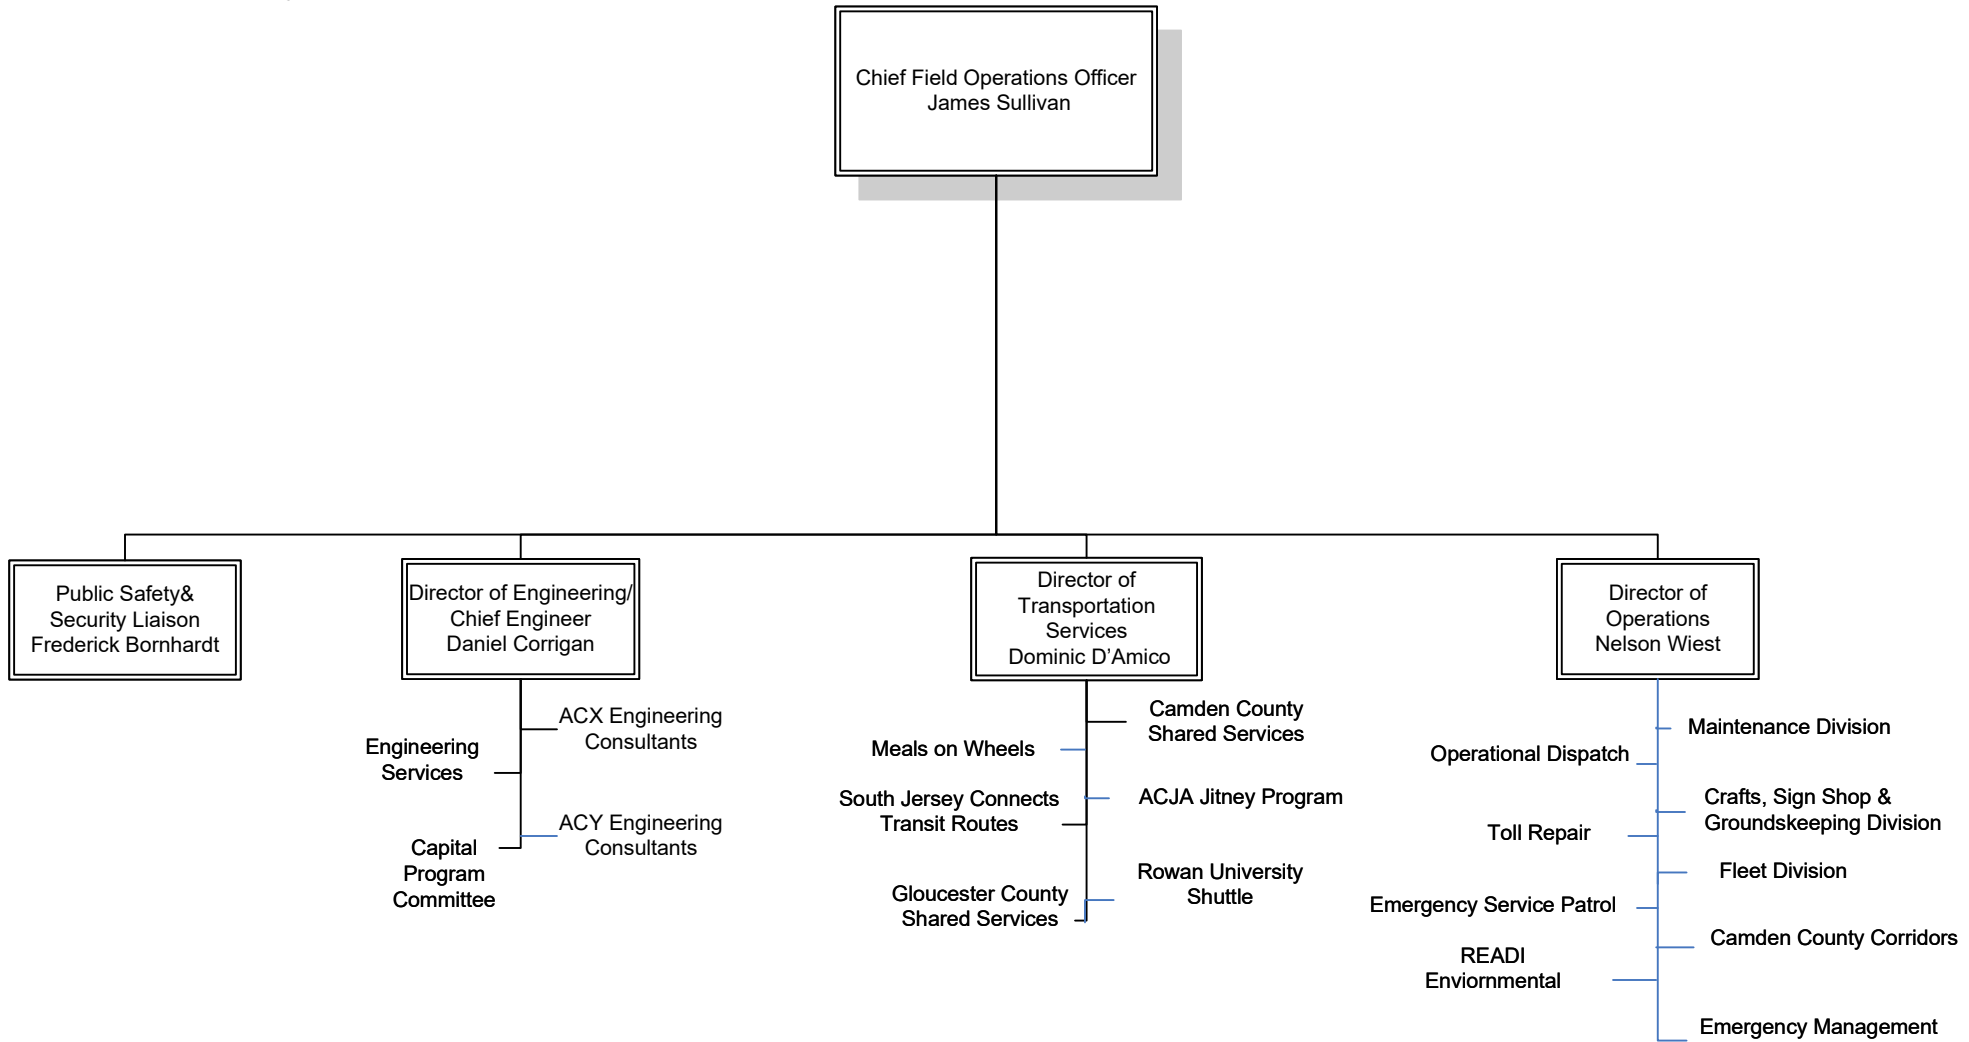 Chief Field Operations Officer
James Sullivan
Public Safety&
Security Liaison
Frederick Bornhardt
Director of Engineering/
Chief Engineer
Daniel Corrigan
Director of
Transportation
Services
Dominic D’Amico
Director of
Operations
Nelson Wiest
ACX Engineering
Consultants
Engineering
Services
ACY Engineering
Consultants
Capital
Program
Committee
Camden County
Shared Services
Meals on Wheels
ACJA Jitney Program
South Jersey Connects
Transit Routes
Rowan University
Shuttle
Gloucester County
Shared Services
Maintenance Division
Operational Dispatch
Crafts, Sign Shop &
Groundskeeping Division
Toll Repair
Fleet Division
Emergency Service Patrol
Camden County Corridors
READI
Enviornmental
Emergency Management